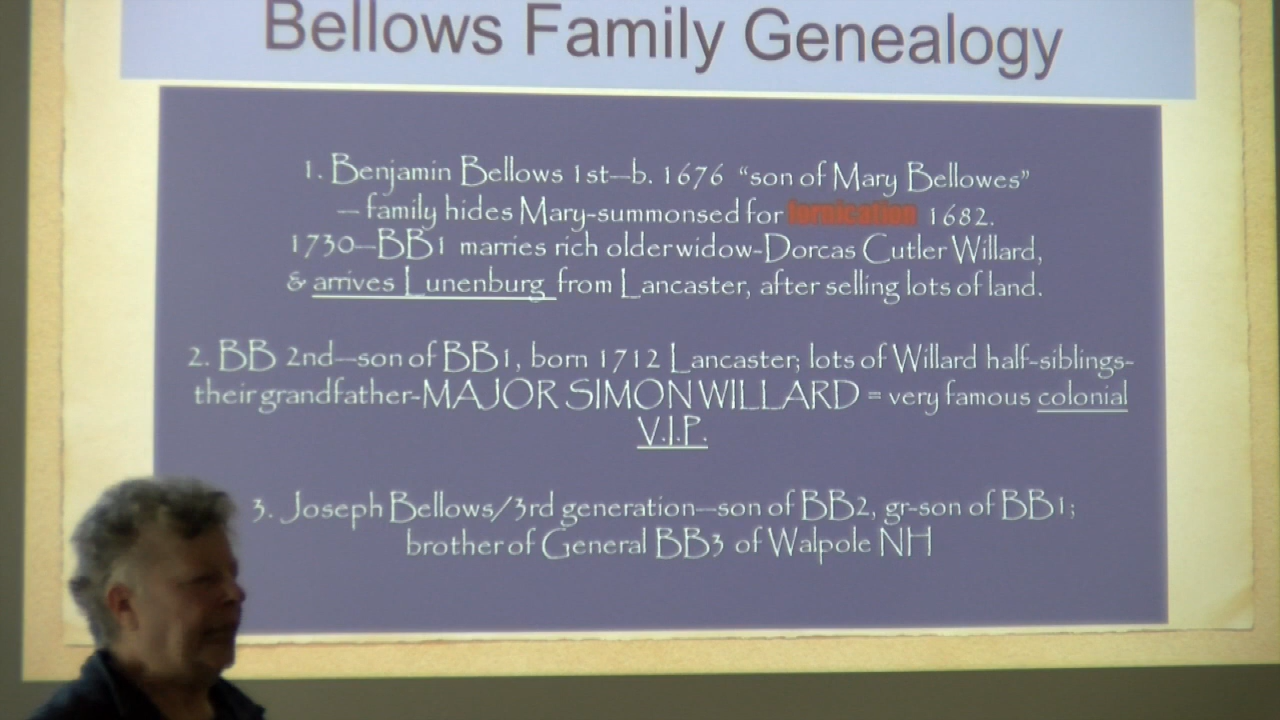 Bellows Family Genealogy
1. Benjamin Bellows 1st—b. 1676 “son of Mary Bellowes”
— family hides Mary-summonsed for fornication 1682.
1730—BB1 marries rich older widow-Dorcas Cutler Willard,
& arrives Lunenburg from Lancaster, after selling lots of land.
2. BB 2nd—son of BB1, born 1712 Lancaster; lots of Willard half-siblings-
their grandfather-MAJOR SIMON WILLARD = very famous colonial
V.I.P.
3. Joseph Bellows/3rd generation—son of BB2, gr-son of BB1;
brother of General BB3 of Walpole NH